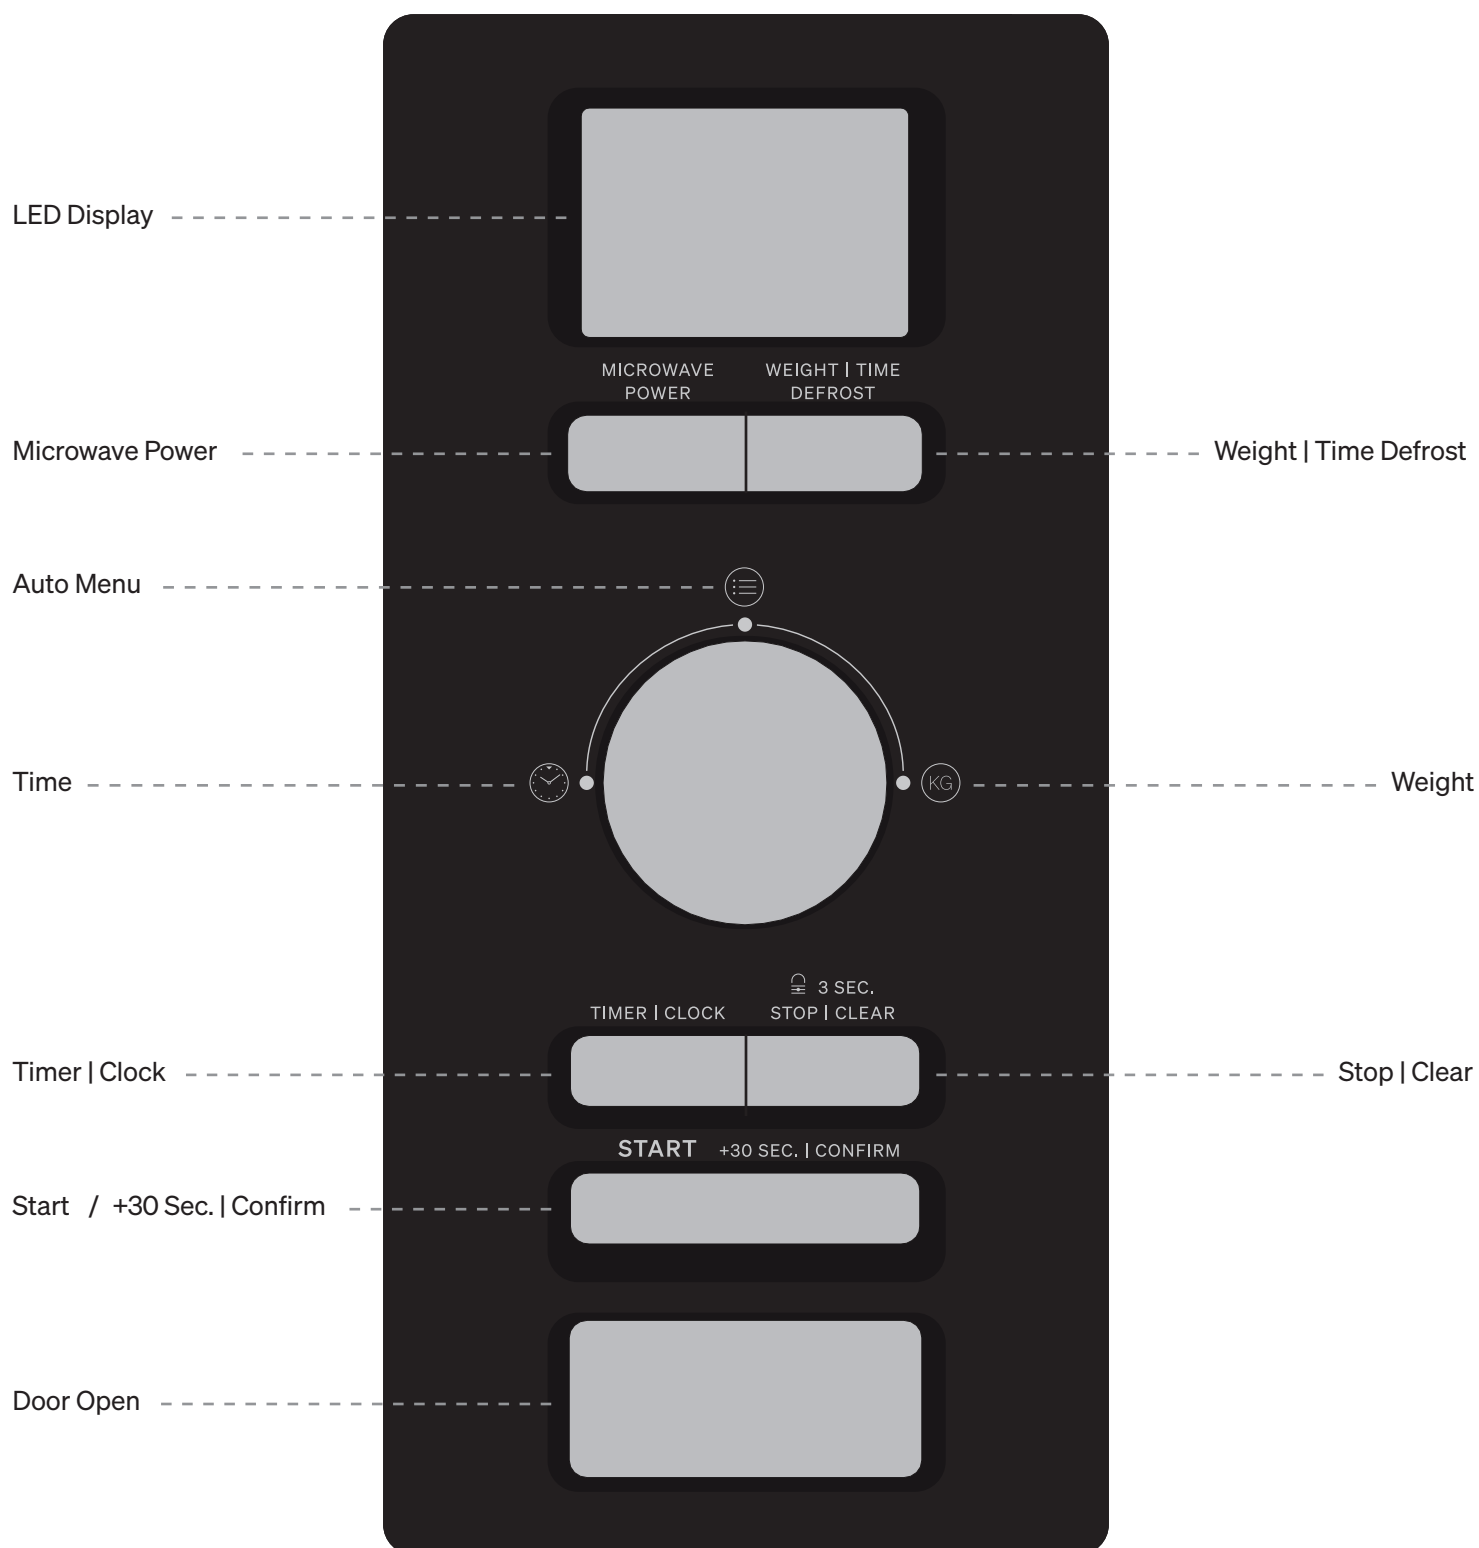 LED Display
MICROWAVE
POWER
WEIGHT | TIME
DEFROST
Microwave Power
Weight | Time Defrost
Auto Menu
Time
KG
Weight
3 SEC.
TIMER | CLOCK
STOP | CLEAR
Timer | Clock
Stop | Clear
START +30 SEC. | CONFIRM
Start / +30 Sec. | Confirm
Door Open